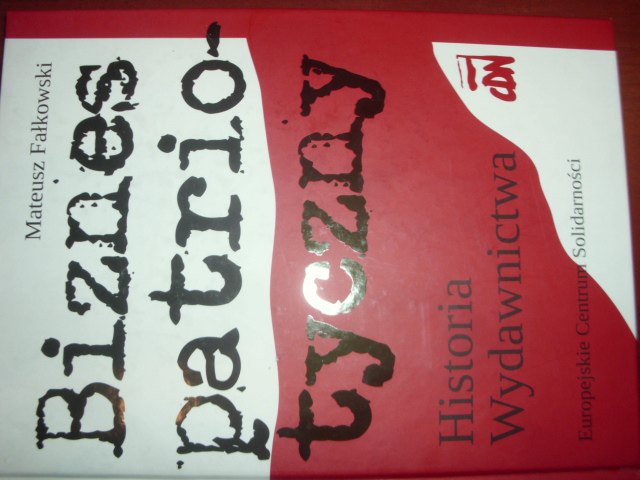 Mateusz Fałkowski
Biznes
patrio-
tyczny
Historia
Wydawnictwa
CDN
Europejskie Centrum Solidarności